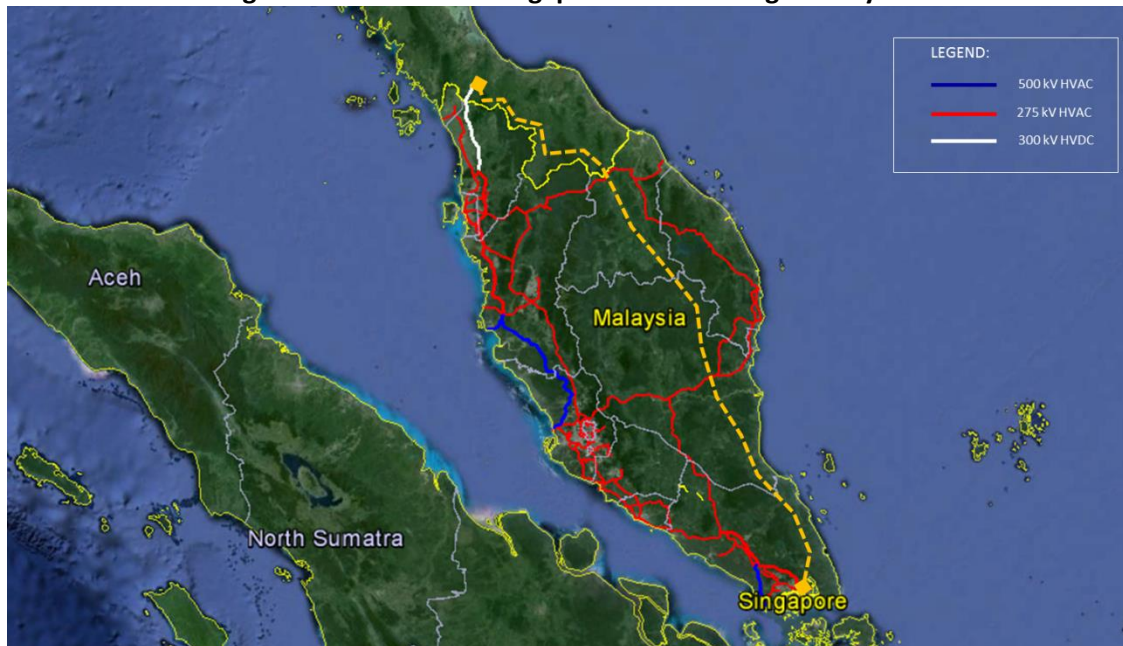 LEGEND:
500 kV HVAC
275 kV HVAC
300 kV HVDC
Aceh
Malaysia
North Sumatra
Singapore